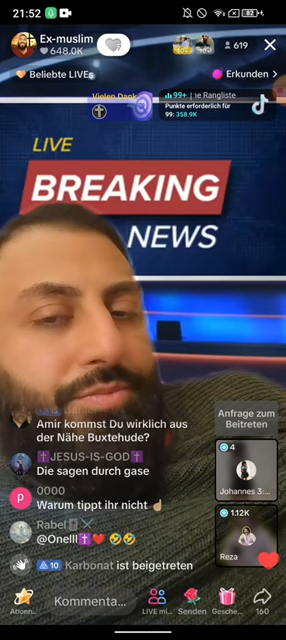 21:52
82
Ex-muslim
648.0K
619
Beliebte LIVEs
Erkunden >
Vielen Dank
99+ | ne Rangliste
Punkte erforderlich für
99: 358.9K
LIVE
BREAKING
NEWS
Amir kommst Du wirklich aus
der Nähe Buxtehude?
JESUS-IS-GOD
Die sagen durch gase
0000
Warum tippt ihr nicht ☝🏼
Rabel
@Onelll✝️❤️ 🤣🤣
10 Karbonat ist beigetreten
Anfrage zum
Beitreten
4
Johannes 3:...
1.12K
Reza
Abonn...
Kommenta...
LIVE mi...
Senden
Gesche...
160